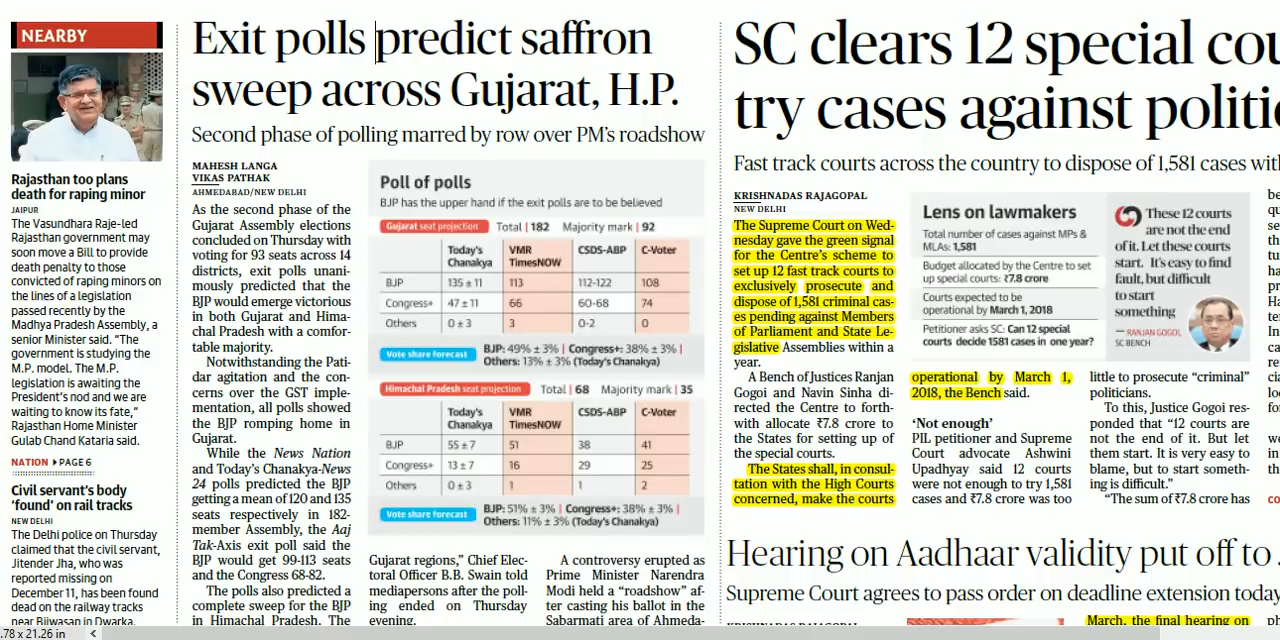 NEARBY
Rajasthan too plans
death for raping minor
JAIPUR
The Vasundhara Raje-led
Rajasthan government may
soon move a Bill to provide
death penalty to those
convicted of raping minors on
the lines of a legislation
passed recently by the
Madhya Pradesh Assembly, a
senior Minister said. “The
government is studying the
M.P. model. The M.P.
legislation is awaiting the
President’s nod and we are
waiting to know its fate,”
Rajasthan Home Minister
Gulab Chand Kataria said.
NATION PAGE 6
Civil servant’s body
‘found’ on rail tracks
NEW DELHI
The Delhi police on Thursday
claimed that the civil servant,
Jitender Jha, who was
reported missing on
December 11, has been found
dead on the railway tracks
near Bijwasan in Dwarka.
Exit polls predict saffron
sweep across Gujarat, H.P.
Second phase of polling marred by row over PM’s roadshow
MAHESH LANGA
VIKAS PATHAK
AHMEDABAD/NEW DELHI
As the second phase of the
Gujarat Assembly elections
concluded on Thursday with
voting for 93 seats across 14
districts, exit polls unani-
mously predicted that the
BJP would emerge victorious
in both Gujarat and Hima-
chal Pradesh with a comfor-
table majority.
Notwithstanding the Pati-
dar agitation and the con-
cerns over the GST imple-
mentation, all polls showed
the BJP romping home in
Gujarat.
While the News Nation
and Today’s Chanakya-News
24 polls predicted the BJP
getting a mean of 120 and 135
seats respectively in 182-
member Assembly, the Aaj
Tak-Axis exit poll said the
BJP would get 99-113 seats
and the Congress 68-82.
The polls also predicted a
complete sweep for the BJP
in Himachal Pradesh. The
Poll of polls
BJP has the upper hand if the exit polls are to be believed
Gujarat seat projection Total | 182 Majority mark | 92
Today’s Chanakya VMR TimesNOW CSDS-ABP C-Voter
BJP 135 ± 11 113 112-122 108
Congress+ 47 ± 11 66 60-68 74
Others 0 ± 3 3 0-2 0
Vote share forecast BJP: 49% ± 3% | Congress+: 38% ± 3% |
Others: 13% ± 3% (Today’s Chanakya)
Himachal Pradesh seat projection Total | 68 Majority mark | 35
Today’s Chanakya VMR TimesNOW CSDS-ABP C-Voter
BJP 55 ± 7 51 38 41
Congress+ 13 ± 7 16 29 25
Others 0 ± 3 1 1 2
Vote share forecast BJP: 51% ± 3% | Congress+: 38% ± 3% |
Others: 11% ± 3% (Today’s Chanakya)
Gujarat regions,” Chief Elec-
toral Officer B.B. Swain told
mediapersons after the poll-
ing ended on Thursday
evening.
A controversy erupted as
Prime Minister Narendra
Modi held a “roadshow” af-
ter casting his ballot in the
Sabarmati area of Ahmeda-
SC clears 12 special cou
try cases against politi
Fast track courts across the country to dispose of 1,581 cases wit
KRISHNADAS RAJAGOPAL
NEW DELHI
The Supreme Court on Wed-
nesday gave the green signal
for the Centre’s scheme to
set up 12 fast track courts to
exclusively prosecute and
dispose of 1,581 criminal cas-
es pending against Members
of Parliament and State Le-
gislative Assemblies within a
year.
A Bench of Justices Ranjan
Gogoi and Navin Sinha di-
rected the Centre to forth-
with allocate ₹7.8 crore to
the States for setting up of
the special courts.
The States shall, in consul-
tation with the High Courts
concerned, make the courts
Lens on lawmakers
Total number of cases against MPs &
MLAs: 1,581
Budget allocated by the Centre to set
up special courts: ₹7.8 crore
Courts expected to be
operational by March 1, 2018
Petitioner asks SC: Can 12 special
courts decide 1581 cases in one year?
These 12 courts
are not the end
of it. Let these courts
start. It’s easy to find
fault, but difficult
to start
something
— RANJAN GOGOI,
SC BENCH
operational by March 1,
2018, the Bench said.
‘Not enough’
PIL petitioner and Supreme
Court advocate Ashwini
Upadhyay said 12 courts
were not enough to try 1,581
cases and ₹7.8 crore was too
little to prosecute “criminal”
politicians.
To this, Justice Gogoi res-
ponded that “12 courts are
not the end of it. But let
them start. It is very easy to
blame, but to start someth-
ing is difficult.”
“The sum of ₹7.8 crore has
CO
Hearing on Aadhaar validity put off to
Supreme Court agrees to pass order on deadline extension today
March, the final hearing on
.78 x 21.26 in